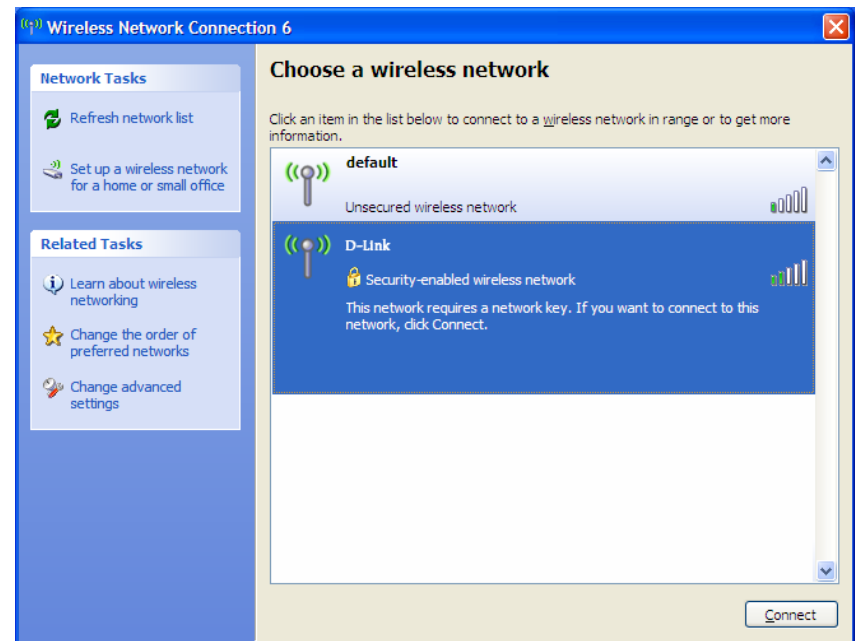 Wireless Network Connection 6
Network Tasks
Refresh network list
Set up a wireless network
for a home or small office
Related Tasks
Learn about wireless
networking
Change the order of
preferred networks
Change advanced
settings
Choose a wireless network
Click an item in the list below to connect to a wireless network in range or to get more
information.
default
Unsecured wireless network
D-Link
Security-enabled wireless network
This network requires a network key. If you want to connect to this
network, click Connect.
Connect